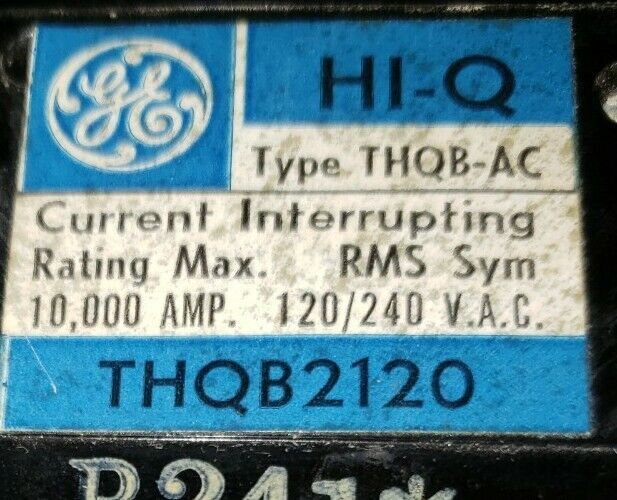 GE
HI-Q
Type THQB-AC
Current Interrupting
Rating Max. RMS Sym
10,000 AMP. 120/240 V.A.C.
THQB2120